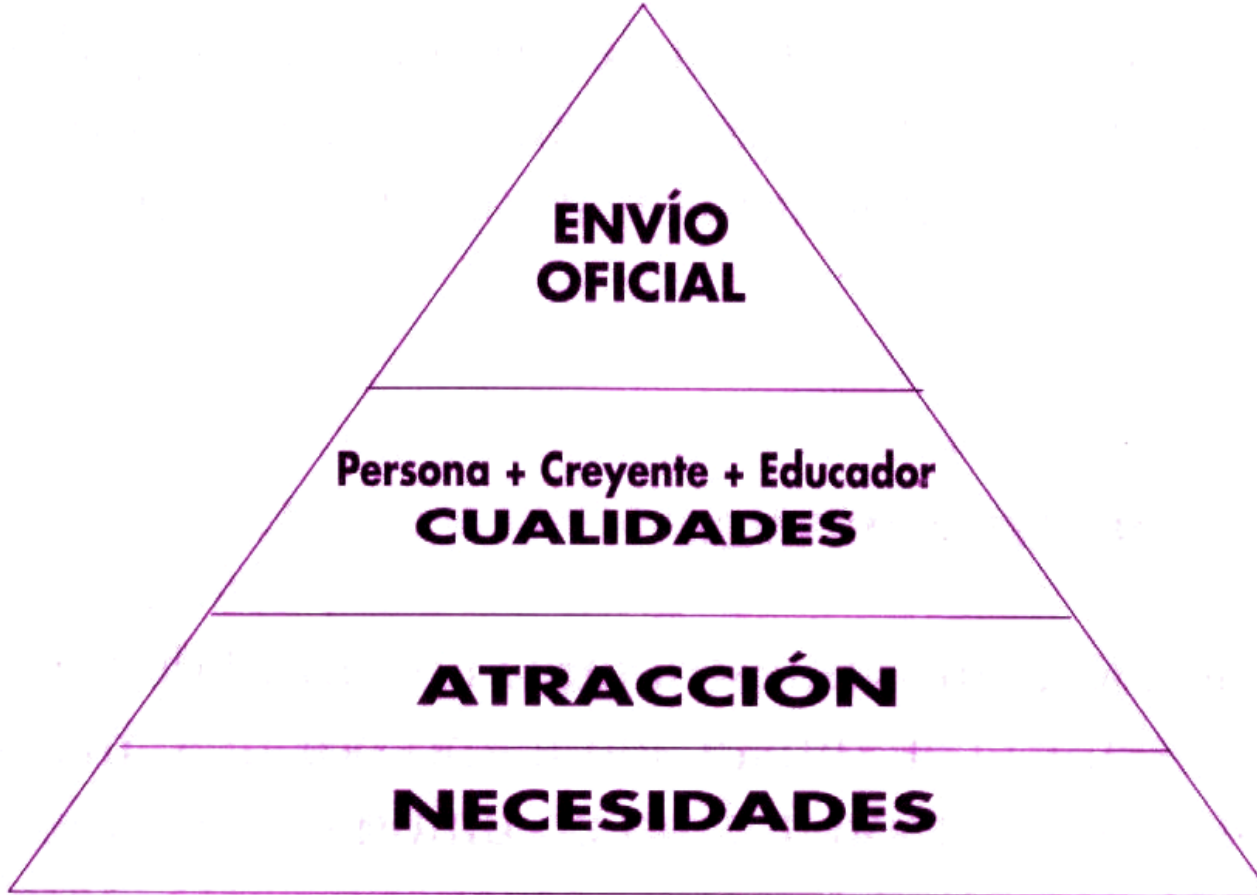 ENVÍO
OFICIAL
Persona + Creyente + Educador
CUALIDADES
ATRACCIÓN
NECESIDADES